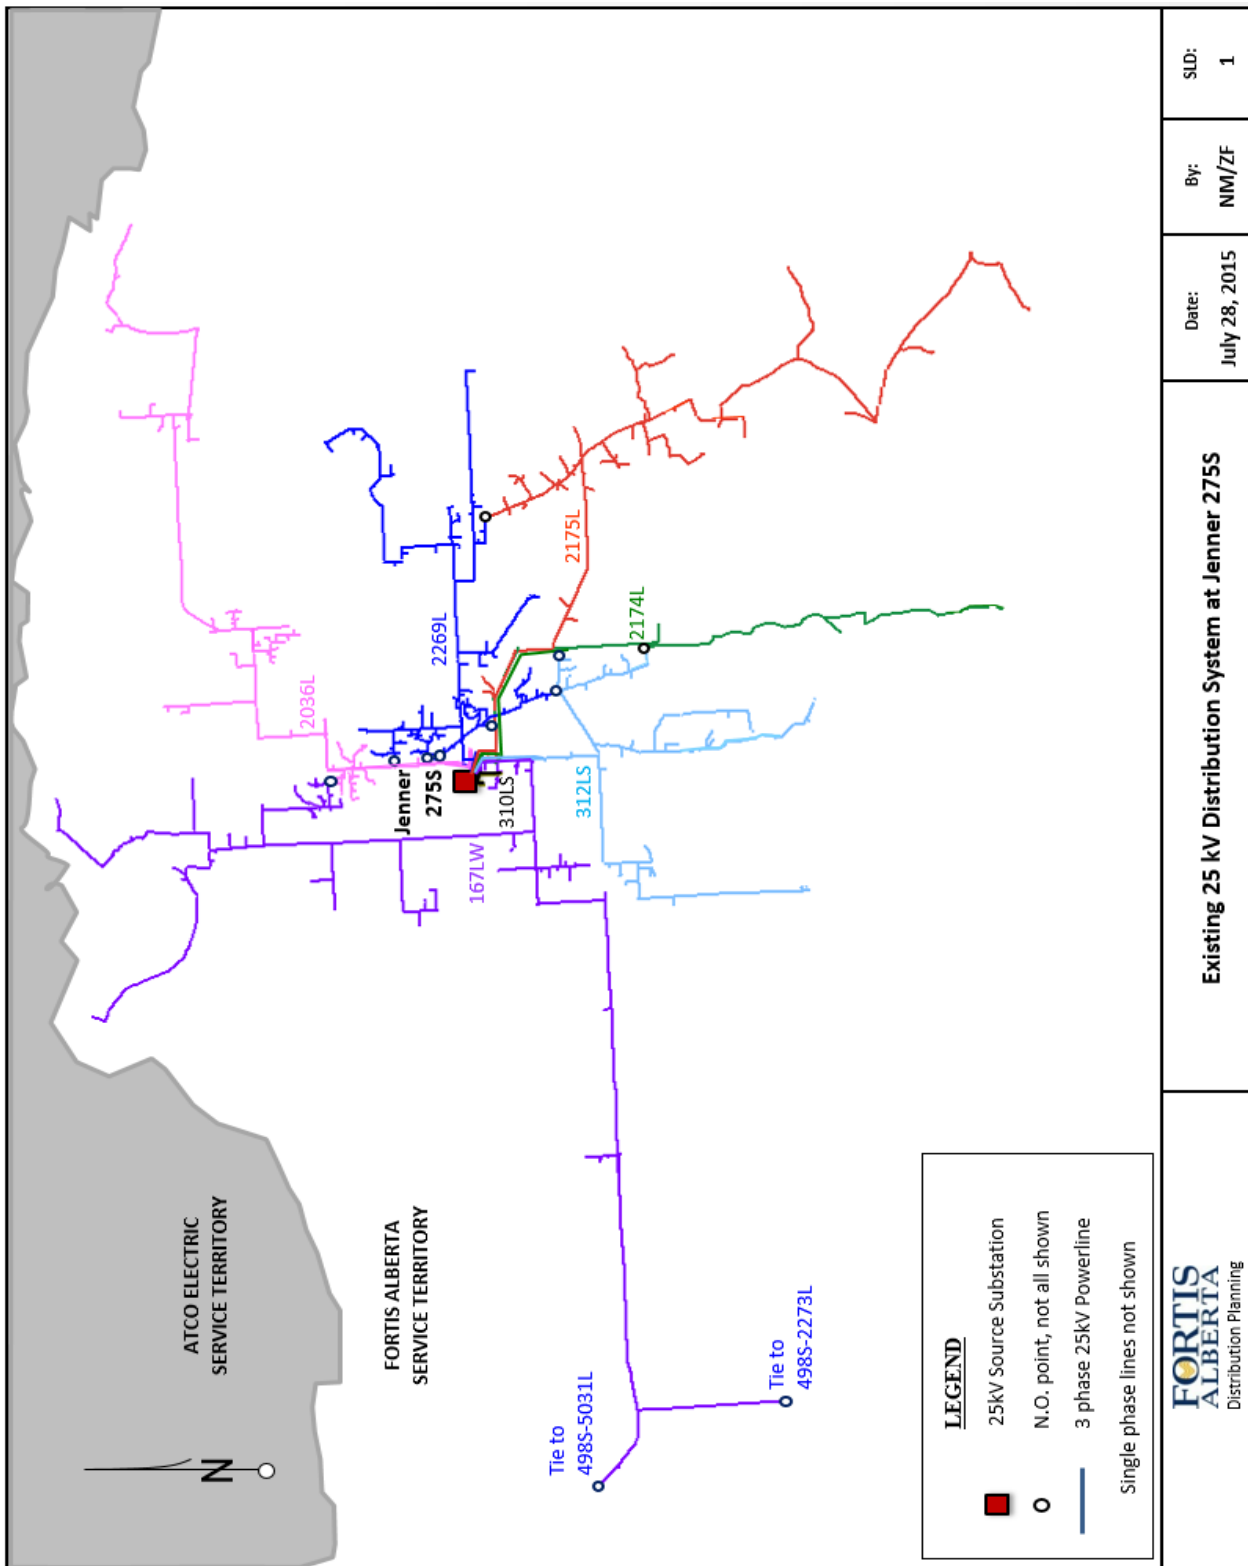 ATCO ELECTRIC
SERVICE TERRITORY
FORTIS ALBERTA
SERVICE TERRITORY
N
Tie to
498S-5031L
Tie to
498S-2273L
167LW
Jenner
275S
310LS
312LS
2036L
2269L
2174L
2175L
LEGEND
25kV Source Substation
N.O. point, not all shown
3 phase 25kV Powerline
Single phase lines not shown
FORTIS
ALBERTA
Distribution Planning
Existing 25 kV Distribution System at Jenner 275S
Date:
July 28, 2015
By:
NM/ZF
SLD:
1